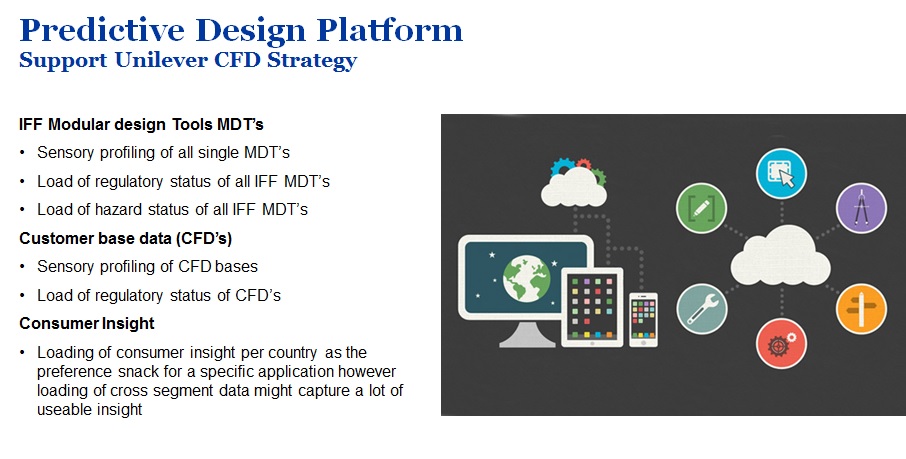 Predictive Design Platform
Support Unilever CFD Strategy
IFF Modular design Tools MDT's
• Sensory profiling of all single MDT's
• Load of regulatory status of all IFF MDT's
• Load of hazard status of all IFF MDT's
Customer base data (CFD's)
• Sensory profiling of CFD bases
• Load of regulatory status of CFD's
Consumer Insight
• Loading of consumer insight per country as the
preference snack for a specific application however
loading of cross segment data might capture a lot of
useable insight